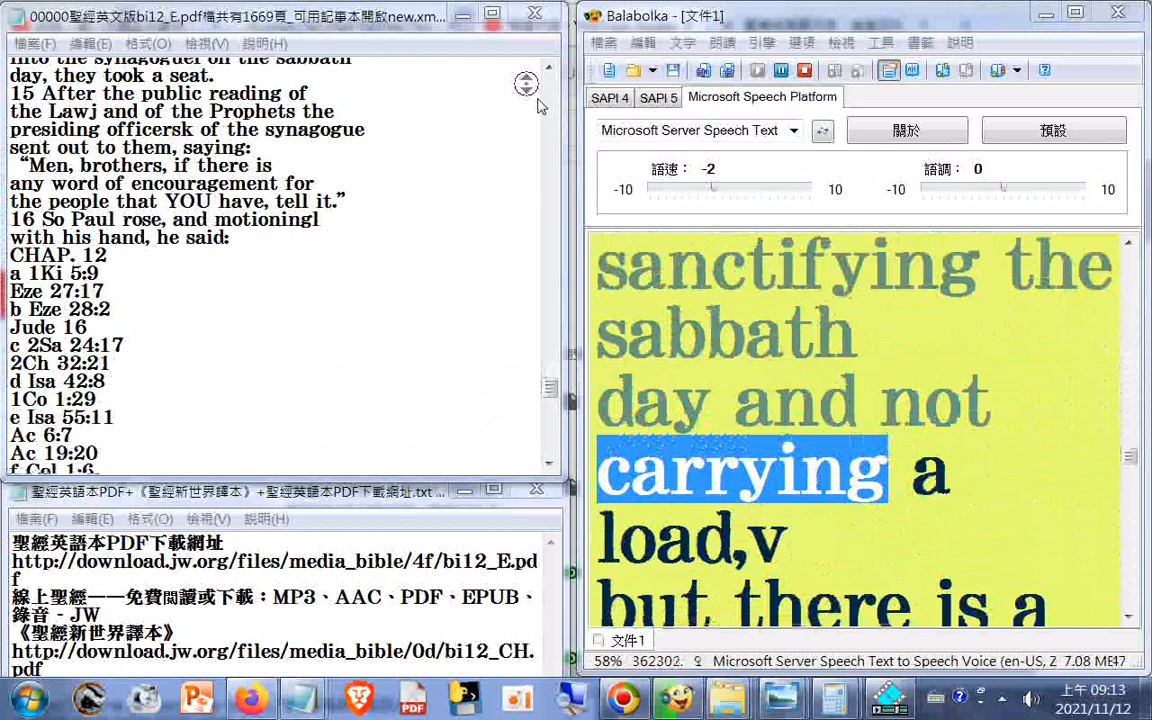 00000聖經英文版bi12_E.pdf檔共有1669頁_可用記事本開啟new.xm...
檔案(F) 編輯(E) 格式(O) 檢視(V) 說明(H)
into the synagoguei on the sabbath
day, they took a seat.
15 After the public reading of
the Lawj and of the Prophets the
presiding officersk of the synagogue
sent out to them, saying:
“Men, brothers, if there is
any word of encouragement for
the people that YOU have, tell it.”
16 So Paul rose, and motioningl
with his hand, he said:
CHAP. 12
a 1Ki 5:9
Eze 27:17
b Eze 28:2
Jude 16
c 2Sa 24:17
2Ch 32:21
d Isa 42:8
1Co 1:29
e Isa 55:11
Ac 6:7
Ac 19:20
f Col 1:6
聖經英語本PDF+《聖經新世界譯本》+聖經英語本PDF下載網址.txt ...
檔案(F) 編輯(E) 格式(O) 檢視(V) 說明(H)
聖經英語本PDF下載網址
http://download.jw.org/files/media_bible/4f/bi12_E.pd
f
線上聖經——免費閱讀或下載：MP3、AAC、PDF、EPUB、
錄音 - JW
《聖經新世界譯本》
http://download.jw.org/files/media_bible/0d/bi12_CH.
pdf
Balabolka - [文件1]
檔案 編輯 文字 朗讀 引擎 選項 檢視 工具 書籤 說明
SAPI 4 SAPI 5 Microsoft Speech Platform
Microsoft Server Speech Text 關於 預設
語速： -2 語調： 0
-10 10 -10 10
sanctifying the
sabbath
day and not
carrying a
load,v
but there is a
文件1
58% 362302. Microsoft Server Speech Text to Speech Voice (en-US, Z 7.08 MB 47
上午 09:13
2021/11/12